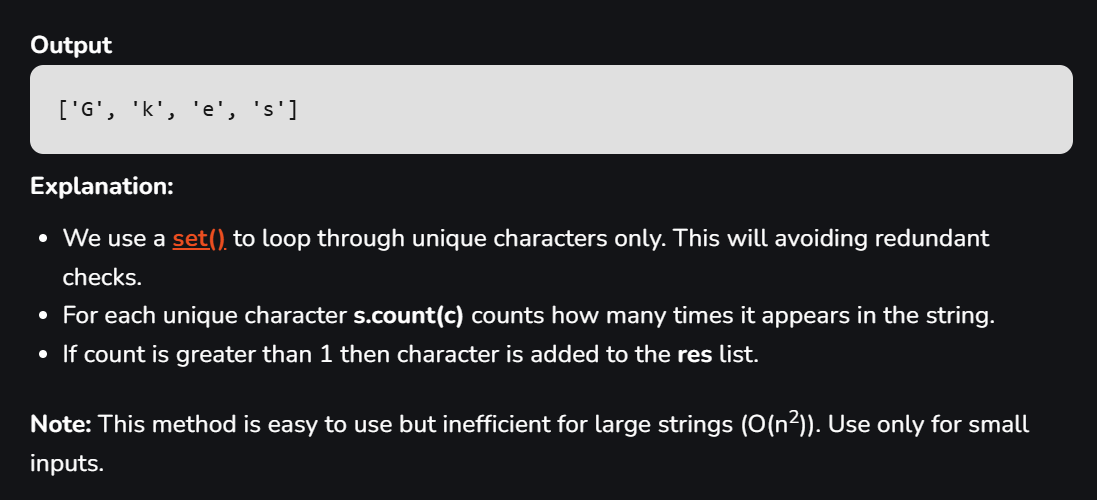 Output
['G', 'k', 'e', 's']
Explanation:
• We use a set() to loop through unique characters only. This will avoiding redundant
checks.
• For each unique character s.count(c) counts how many times it appears in the string.
• If count is greater than 1 then character is added to the res list.
Note: This method is easy to use but inefficient for large strings (O(n²)). Use only for small
inputs.